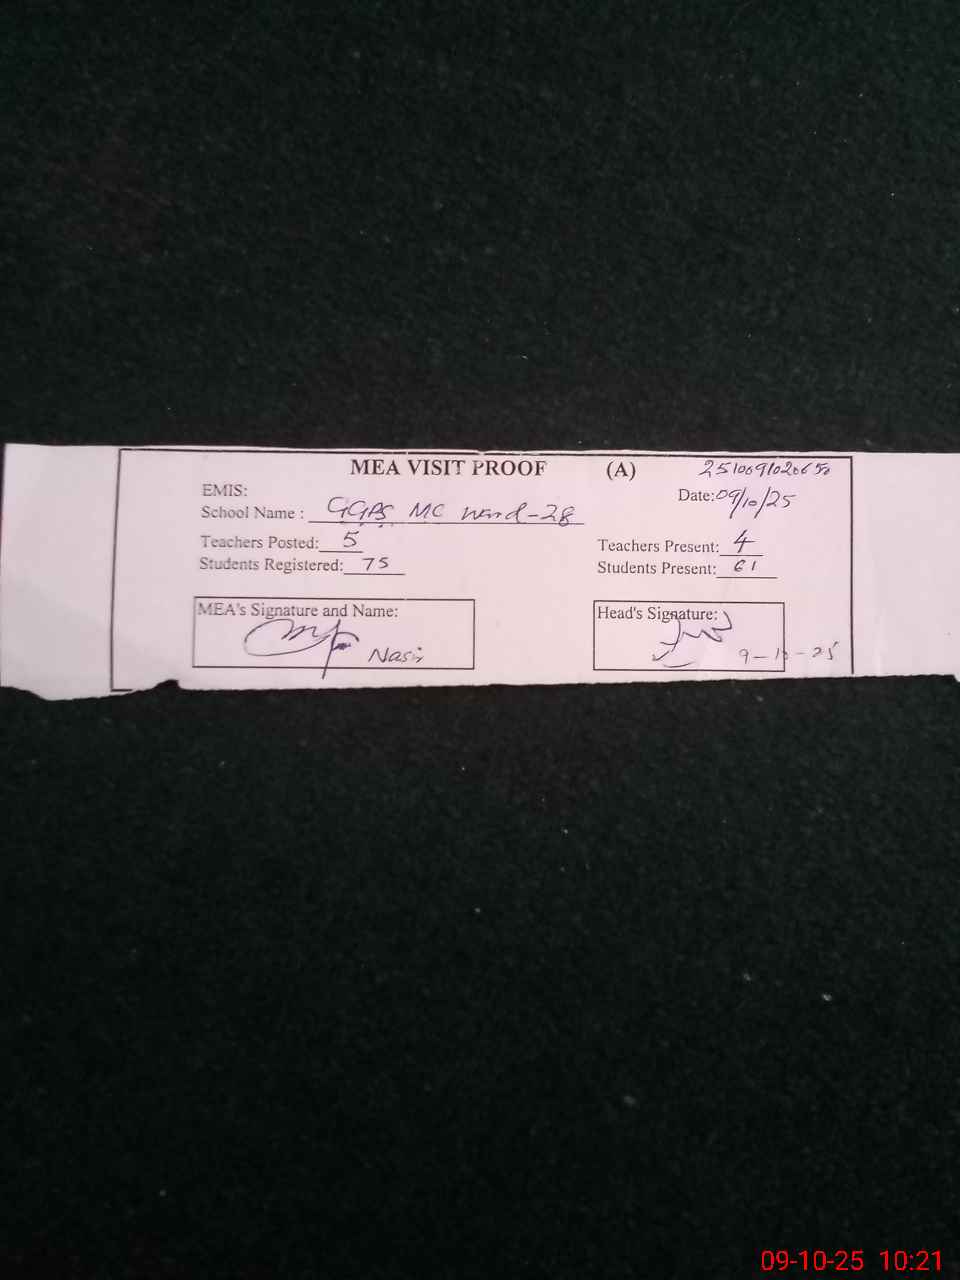 MEA VISIT PROOF (A) 251009102065
EMIS: Date: 09/10/25
School Name : GGPS MC Ward-28
Teachers Posted: 5 Teachers Present: 4
Students Registered: 75 Students Present: 61
MEA's Signature and Name: Head's Signature:
Nasir 9-10-25
09-10-25 10:21